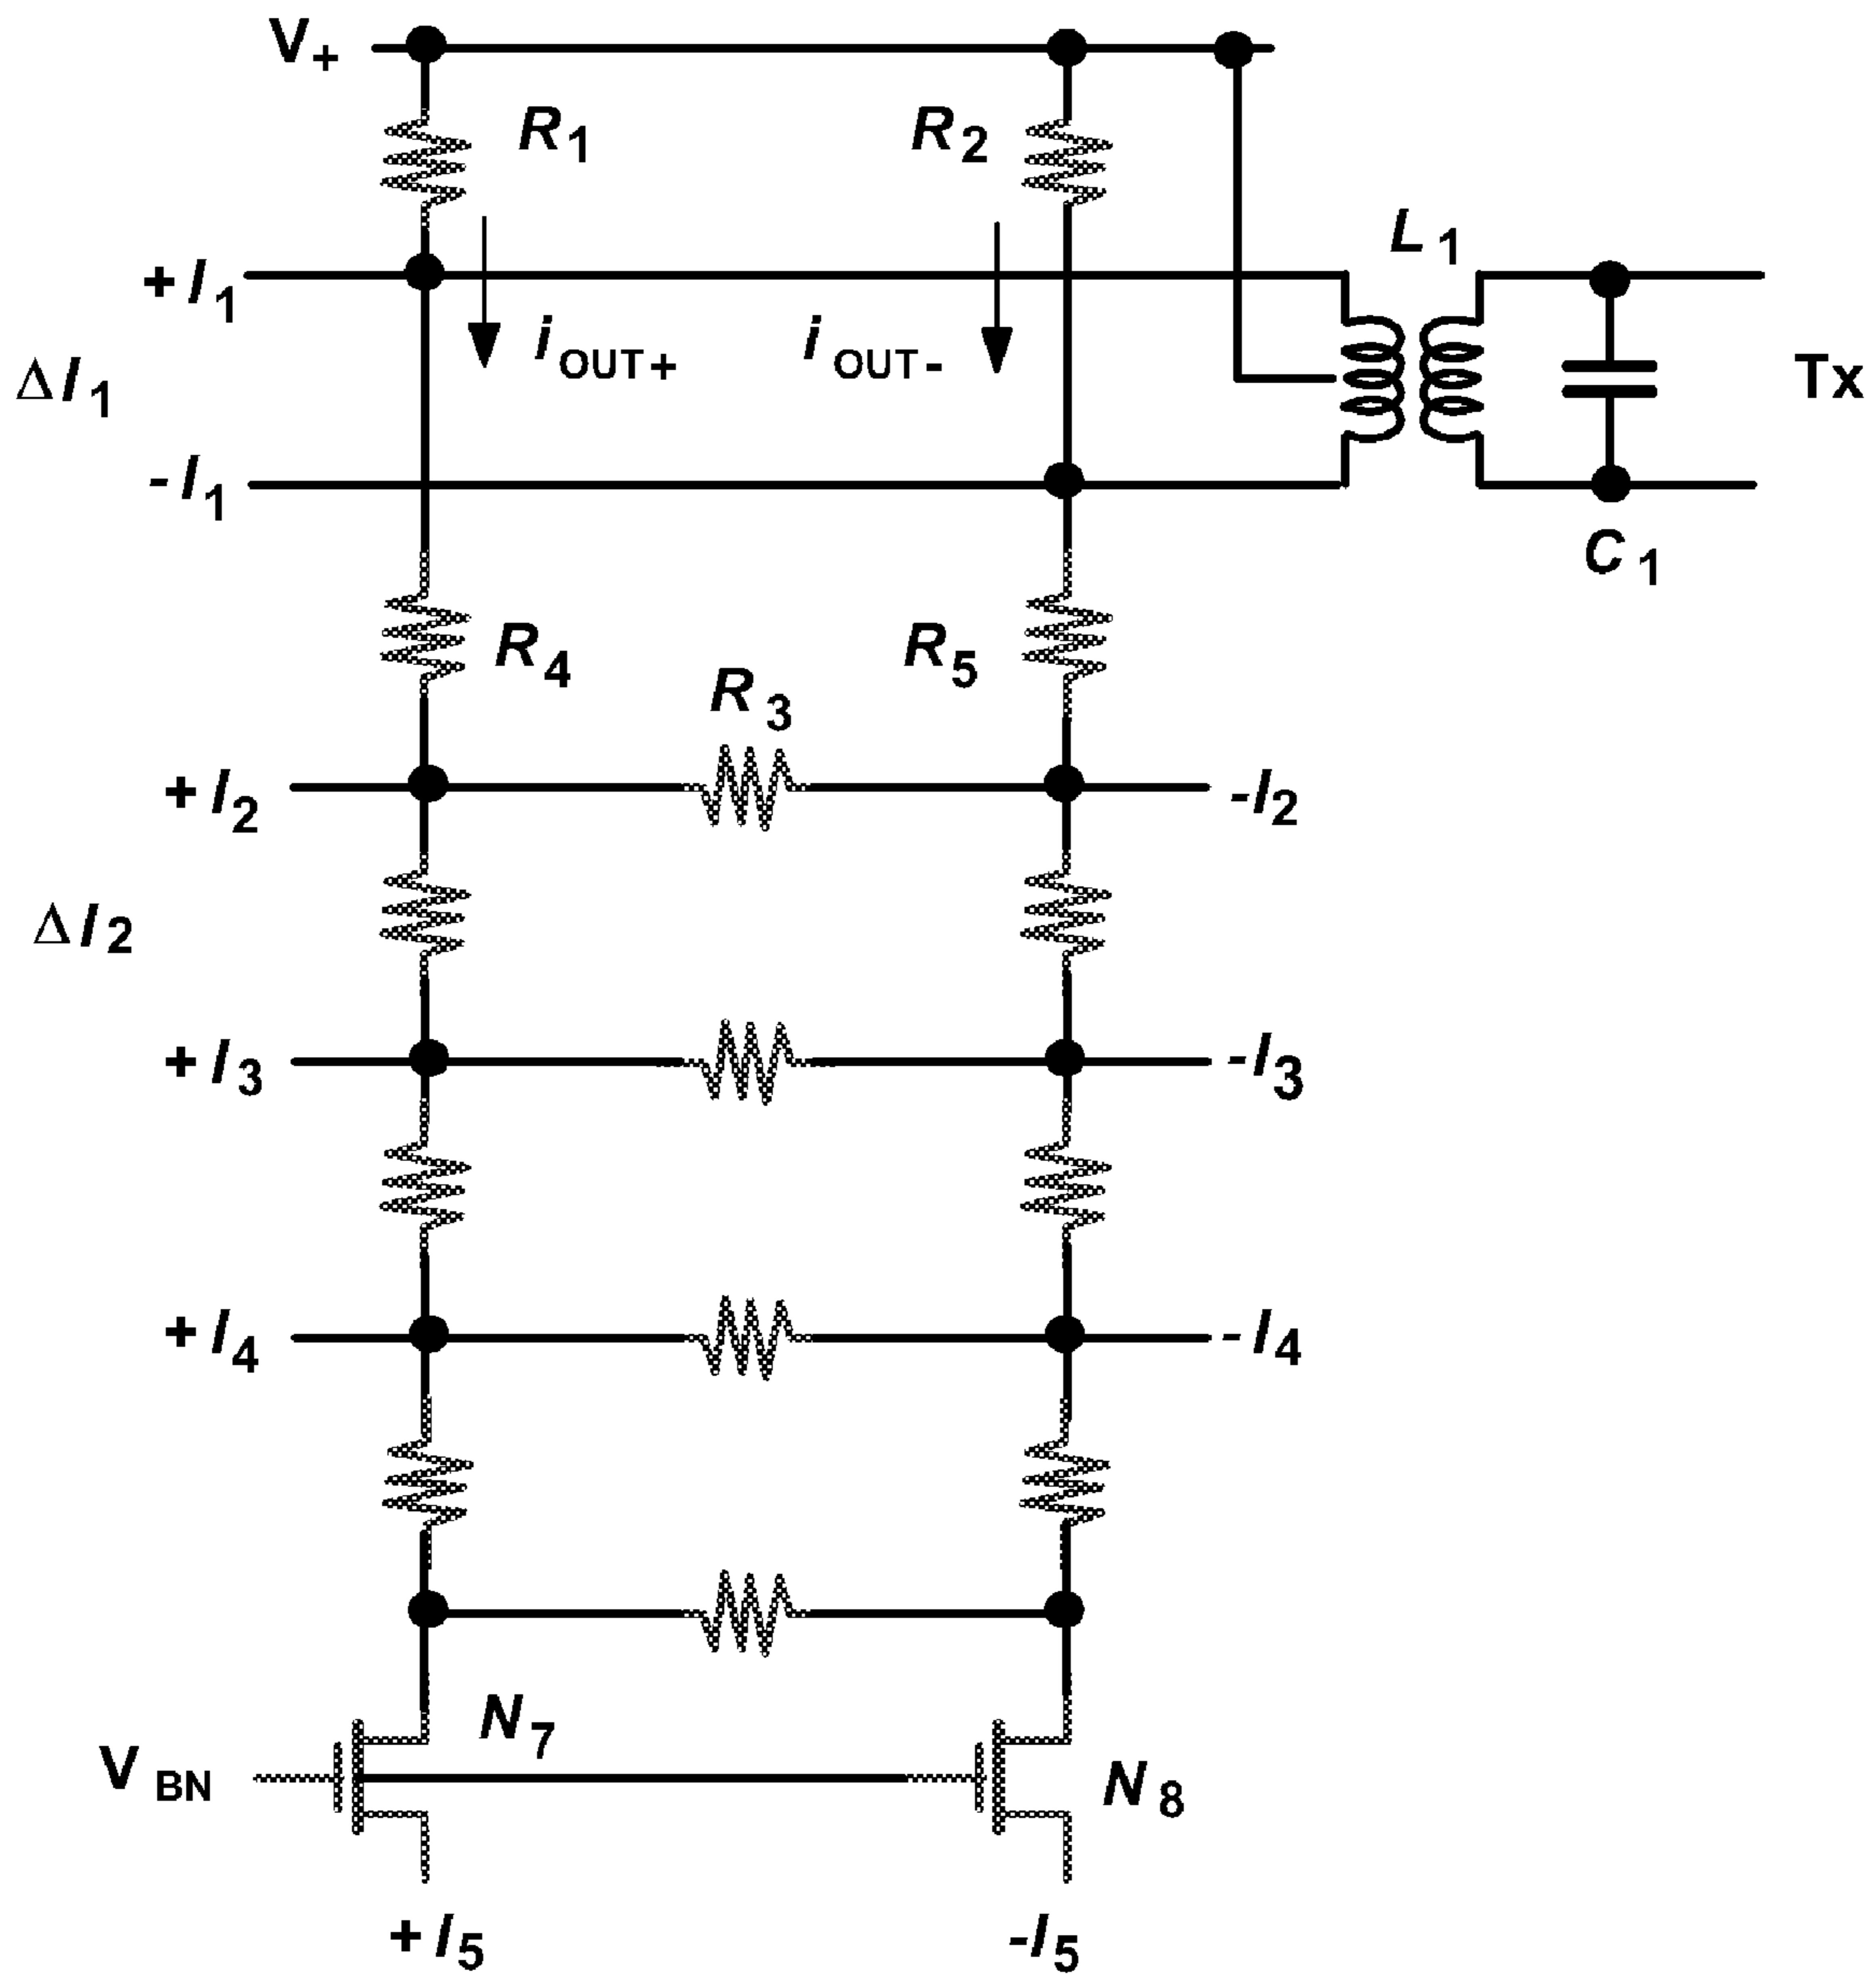 V+
R1
R2
L1
+I1
iOUT+
iOUT-
ΔI1
Tx
-I1
C1
R4
R5
R3
+I2
-I2
ΔI2
+I3
-I3
+I4
-I4
N7
VBN
N8
+I5
-I5